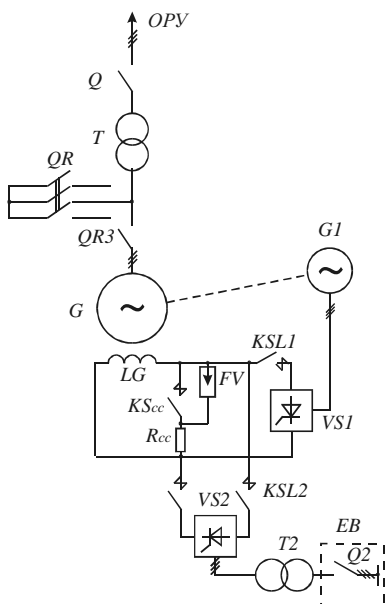 ОРУ
Q
T
QR
QR3
G1
G
KSL1
LG
FV
KScc
VS1
Rcc
VS2
KSL2
EB
T2
Q2